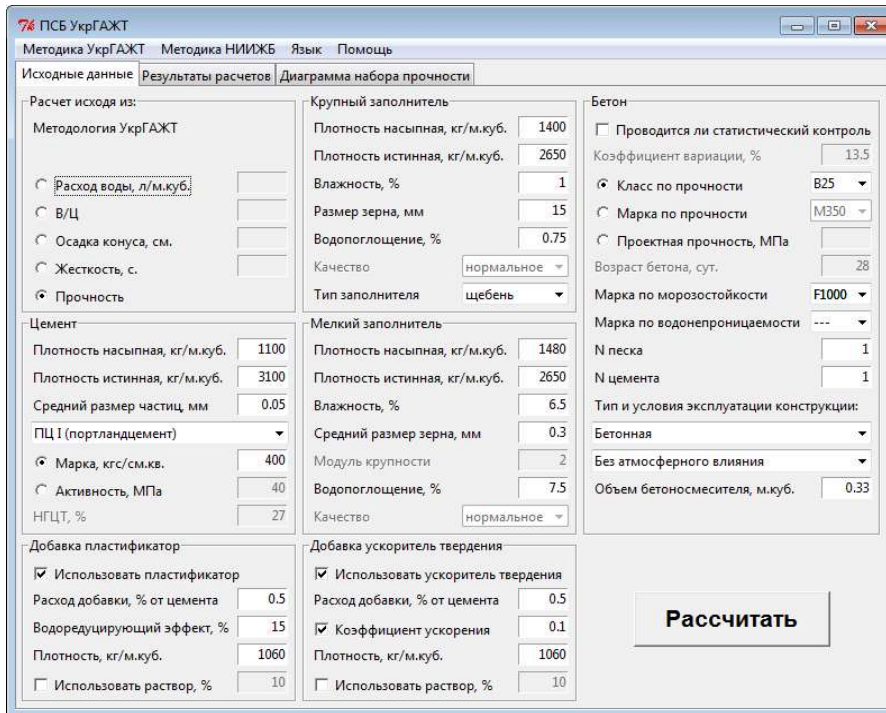 ПСБ УкрГАЖТ
Методика УкрГАЖТ Методика НИИЖБ Язык Помощь
Исходные данные Результаты расчетов Диаграмма набора прочности
Расчет исходя из:
Методология УкрГАЖТ
Расход воды, л/м.куб.
В/Ц
Осадка конуса, см.
Жесткость, с.
Прочность
Цемент
Плотность насыпная, кг/м.куб. 1100
Плотность истинная, кг/м.куб. 3100
Средний размер частиц, мм 0.05
ПЦ I (портландцемент)
Марка, кгс/см.кв. 400
Активность, МПа 40
НГЦТ, % 27
Добавка пластификатор
Использовать пластификатор
Расход добавки, % от цемента 0.5
Водоредуцирующий эффект, % 15
Плотность, кг/м.куб. 1060
Использовать раствор, % 10
Крупный заполнитель
Плотность насыпная, кг/м.куб. 1400
Плотность истинная, кг/м.куб. 2650
Влажность, % 1
Размер зерна, мм 15
Водопоглощение, % 0.75
Качество нормальное
Тип заполнителя щебень
Мелкий заполнитель
Плотность насыпная, кг/м.куб. 1480
Плотность истинная, кг/м.куб. 2650
Влажность, % 6.5
Средний размер зерна, мм 0.3
Модуль крупности 2
Водопоглощение, % 7.5
Качество нормальное
Добавка ускоритель твердения
Использовать ускоритель твердения
Расход добавки, % от цемента 0.5
Коэффициент ускорения 0.1
Плотность, кг/м.куб. 1060
Использовать раствор, % 10
Бетон
Проводится ли статистический контроль
Коэффициент вариации, % 13.5
Класс по прочности B25
Марка по прочности M350
Проектная прочность, МПа
Возраст бетона, сут. 28
Марка по морозостойкости F1000
Марка по водонепроницаемости ---
N песка 1
N цемента 1
Тип и условия эксплуатации конструкции:
Бетонная
Без атмосферного влияния
Объем бетоносмесителя, м.куб. 0.33
Рассчитать